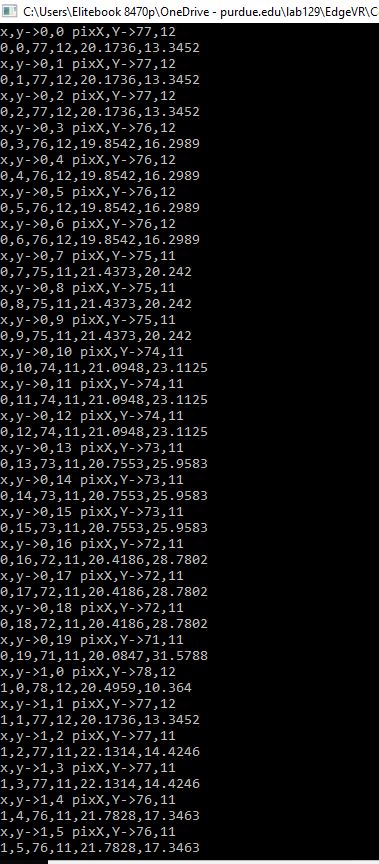 C:\Users\Elitebook 8470p\OneDrive - purdue.edu\lab129\EdgeVR\C
x,y->0,0 pixX,Y->77,12
0,0,77,12,20.1736,13.3452
x,y->0,1 pixX,Y->77,12
0,1,77,12,20.1736,13.3452
x,y->0,2 pixX,Y->77,12
0,2,77,12,20.1736,13.3452
x,y->0,3 pixX,Y->76,12
0,3,76,12,19.8542,16.2989
x,y->0,4 pixX,Y->76,12
0,4,76,12,19.8542,16.2989
x,y->0,5 pixX,Y->76,12
0,5,76,12,19.8542,16.2989
x,y->0,6 pixX,Y->76,12
0,6,76,12,19.8542,16.2989
x,y->0,7 pixX,Y->75,11
0,7,75,11,21.4373,20.242
x,y->0,8 pixX,Y->75,11
0,8,75,11,21.4373,20.242
x,y->0,9 pixX,Y->75,11
0,9,75,11,21.4373,20.242
x,y->0,10 pixX,Y->74,11
0,10,74,11,21.0948,23.1125
x,y->0,11 pixX,Y->74,11
0,11,74,11,21.0948,23.1125
x,y->0,12 pixX,Y->74,11
0,12,74,11,21.0948,23.1125
x,y->0,13 pixX,Y->73,11
0,13,73,11,20.7553,25.9583
x,y->0,14 pixX,Y->73,11
0,14,73,11,20.7553,25.9583
x,y->0,15 pixX,Y->73,11
0,15,73,11,20.7553,25.9583
x,y->0,16 pixX,Y->72,11
0,16,72,11,20.4186,28.7802
x,y->0,17 pixX,Y->72,11
0,17,72,11,20.4186,28.7802
x,y->0,18 pixX,Y->72,11
0,18,72,11,20.4186,28.7802
x,y->0,19 pixX,Y->71,11
0,19,71,11,20.0847,31.5788
x,y->1,0 pixX,Y->78,12
1,0,78,12,20.4959,10.364
x,y->1,1 pixX,Y->77,12
1,1,77,12,20.1736,13.3452
x,y->1,2 pixX,Y->77,11
1,2,77,11,22.1314,14.4246
x,y->1,3 pixX,Y->77,11
1,3,77,11,22.1314,14.4246
x,y->1,4 pixX,Y->76,11
1,4,76,11,21.7828,17.3463
x,y->1,5 pixX,Y->76,11
1,5,76,11,21.7828,17.3463